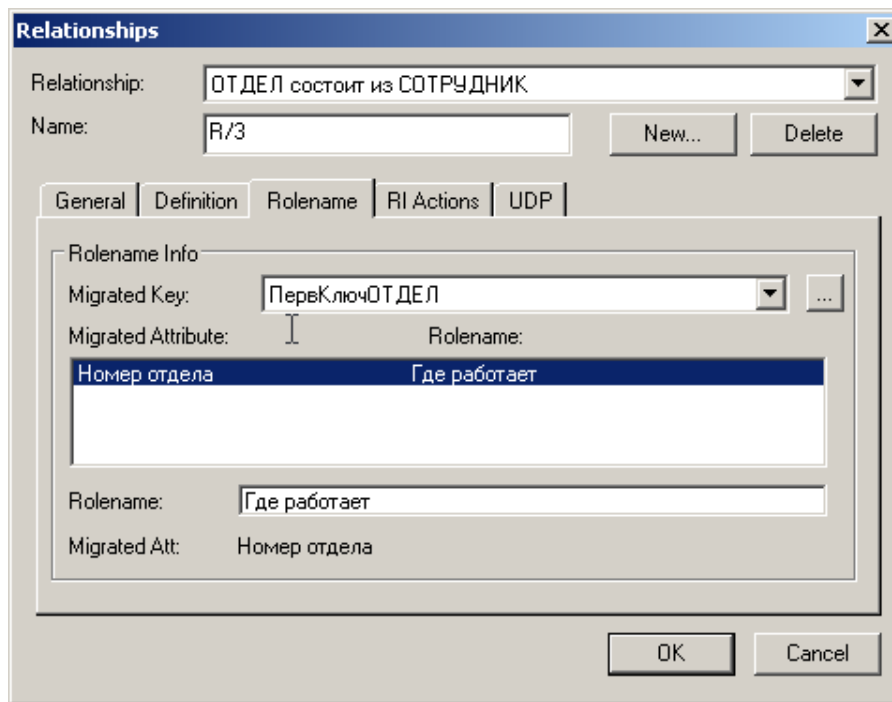 Relationships
Relationship: ОТДЕЛ состоит из СОТРУДНИК
Name: R/3 New... Delete
General Definition Rolename RI Actions UDP
Rolename Info
Migrated Key: ПервКлючОТДЕЛ ...
Migrated Attribute: Rolename:
Номер отдела Где работает
Rolename: Где работает
Migrated Att: Номер отдела
OK Cancel